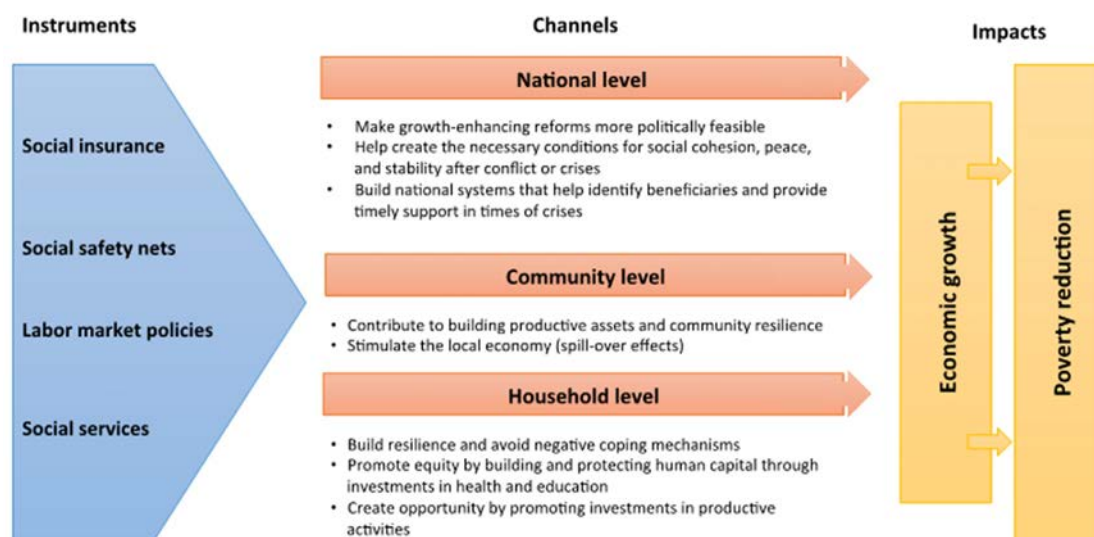 Instruments
Channels
Impacts
Social insurance
Social safety nets
Labor market policies
Social services
National level
• Make growth-enhancing reforms more politically feasible
• Help create the necessary conditions for social cohesion, peace,
and stability after conflict or crises
• Build national systems that help identify beneficiaries and provide
timely support in times of crises
Community level
• Contribute to building productive assets and community resilience
• Stimulate the local economy (spill-over effects)
Household level
• Build resilience and avoid negative coping mechanisms
• Promote equity by building and protecting human capital through
investments in health and education
• Create opportunity by promoting investments in productive
activities
Economic growth
Poverty reduction